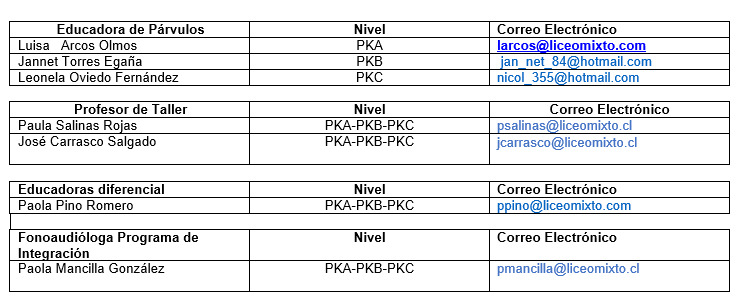 Educadora de Párvulos Nivel Correo Electrónico
Luisa Arcos Olmos PKA larcos@liceomixto.com
Jannet Torres Egaña PKB jan_net_84@hotmail.com
Leonela Oviedo Fernández PKC nicol_355@hotmail.com
Profesor de Taller Nivel Correo Electrónico
Paula Salinas Rojas PKA-PKB-PKC psalinas@liceomixto.cl
José Carrasco Salgado PKA-PKB-PKC jcarrasco@liceomixto.cl
Educadoras diferencial Nivel Correo Electrónico
Paola Pino Romero PKA-PKB-PKC ppino@liceomixto.com
Fonoaudióloga Programa de Nivel Correo Electrónico
Integración
Paola Mancilla González PKA-PKB-PKC pmancilla@liceomixto.cl